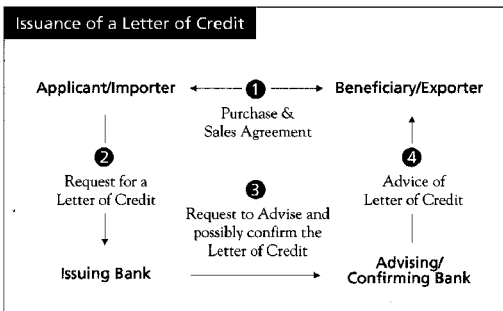 Issuance of a Letter of Credit
Applicant/Importer
1
Beneficiary/Exporter
Purchase &
Sales Agreement
2
Request for a
Letter of Credit
3
Request to Advise and
possibly confirm the
Letter of Credit
4
Advice of
Letter of Credit
Issuing Bank
Advising/
Confirming Bank